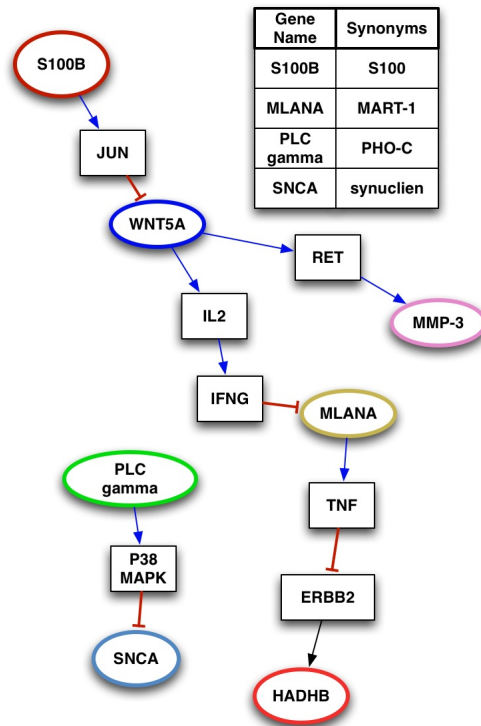 Gene Name Synonyms
S100B S100
MLANA MART-1
PLC gamma PHO-C
SNCA synuclien
S100B
JUN
WNT5A
RET
IL2
MMP-3
IFNG
MLANA
PLC
gamma
TNF
P38
MAPK
ERBB2
SNCA
HADHB